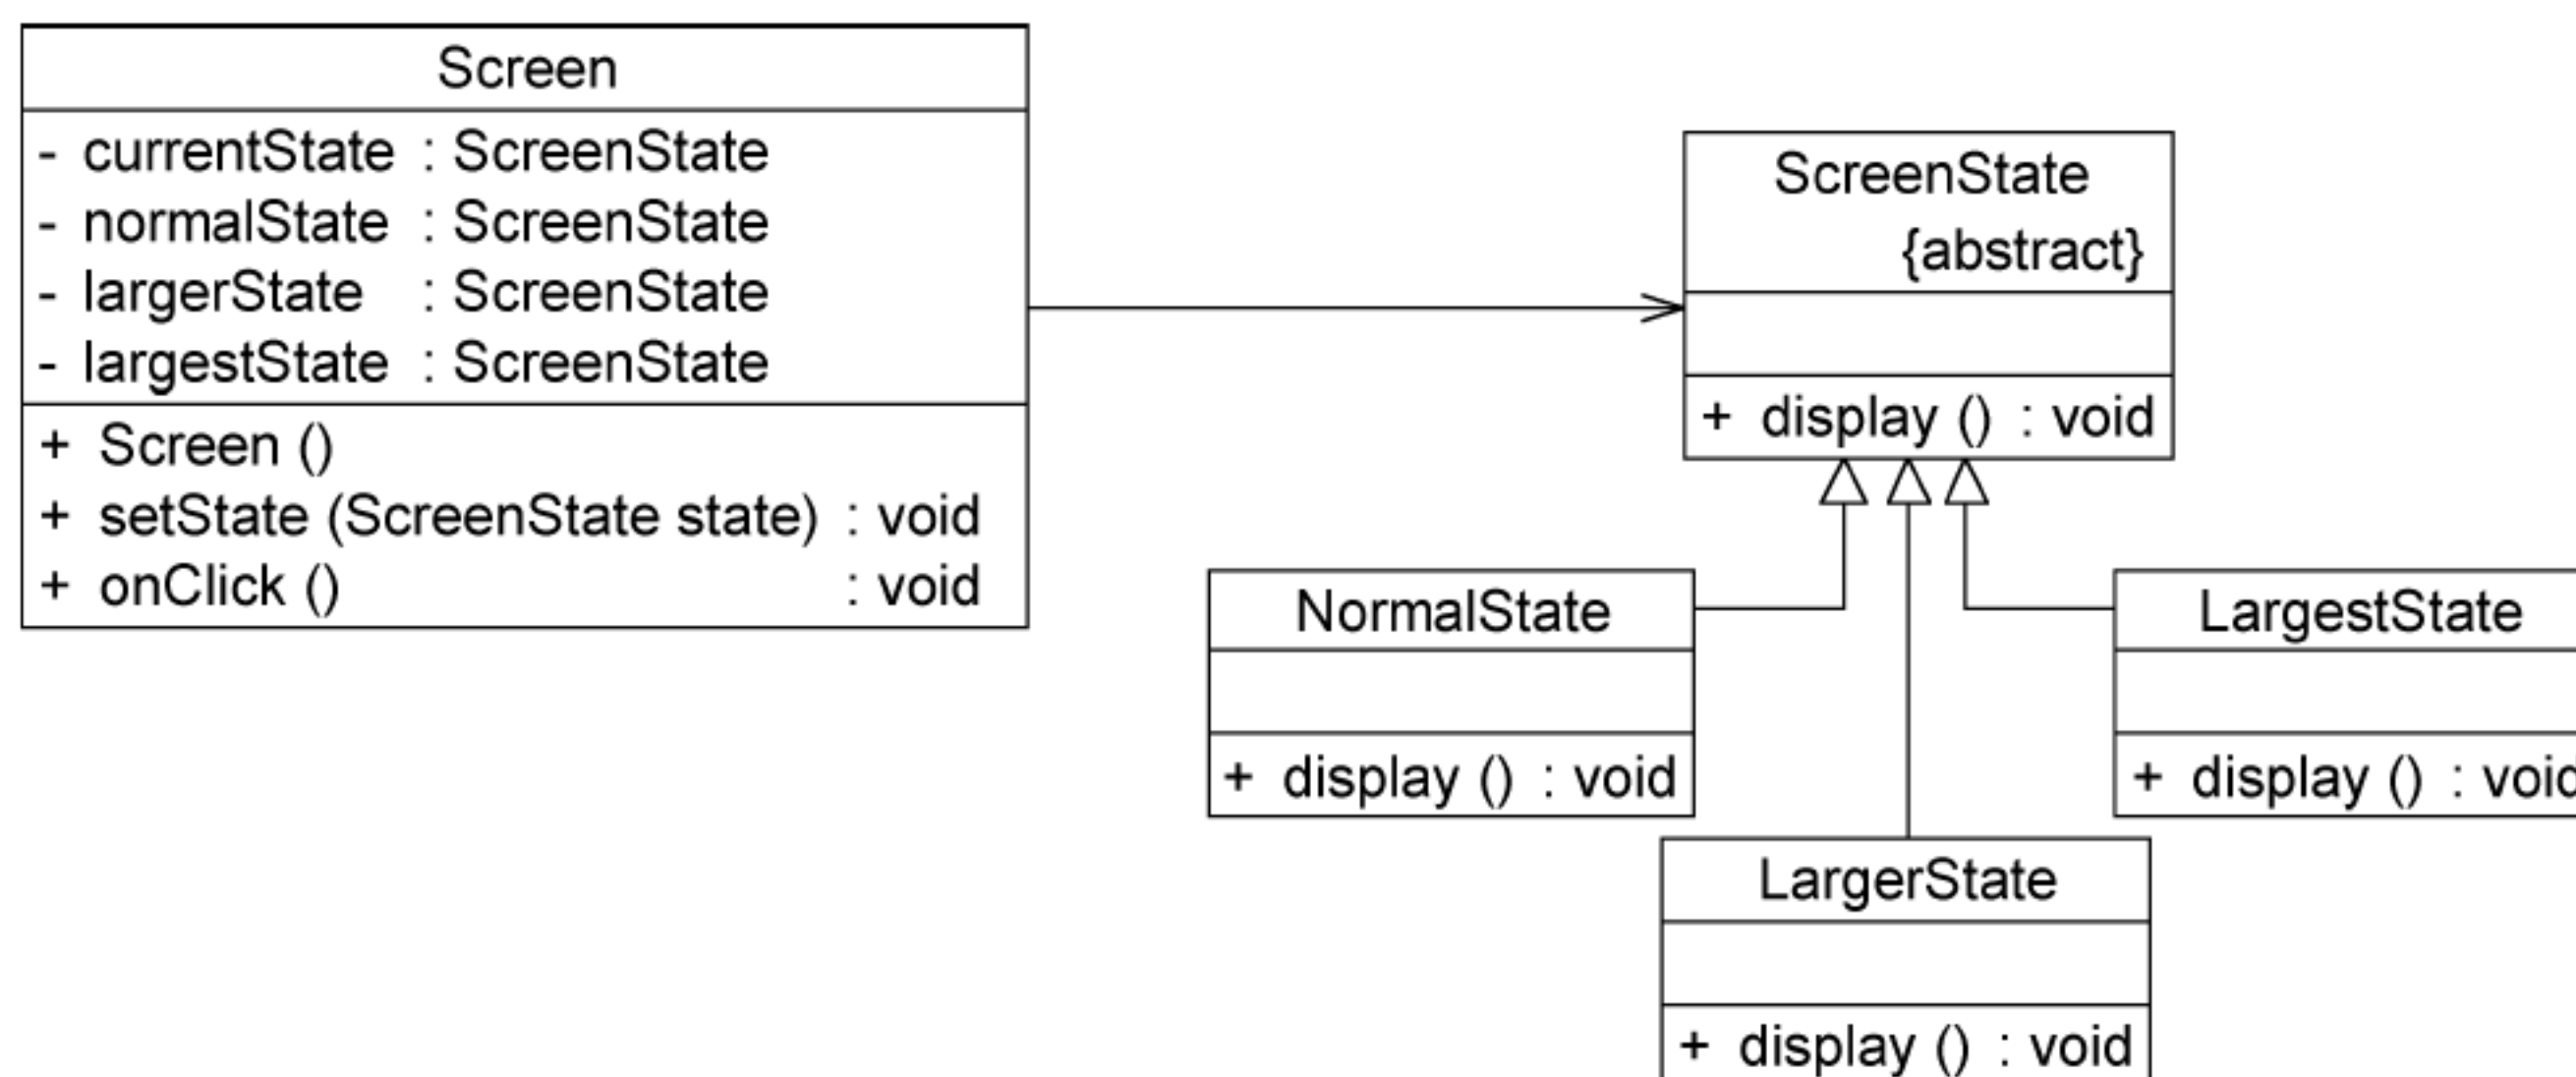 Screen
- currentState : ScreenState
- normalState : ScreenState
- largerState : ScreenState
- largestState : ScreenState
+ Screen ()
+ setState (ScreenState state) : void
+ onClick () : void
ScreenState
{abstract}
+ display () : void
NormalState
+ display () : void
LargestState
+ display () : void
LargerState
+ display () : void